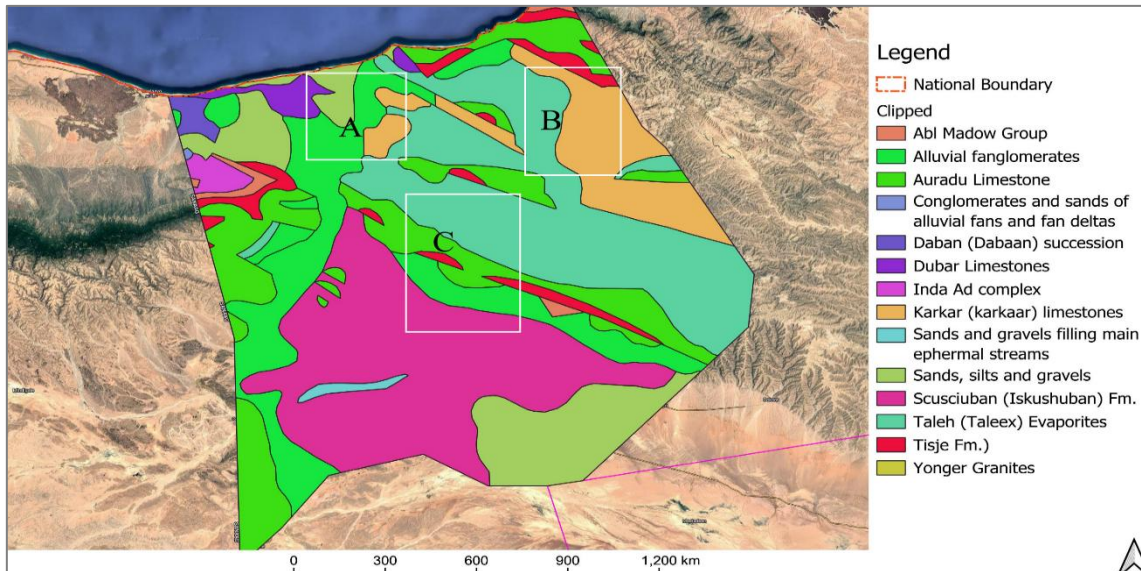 A
B
C
Legend
National Boundary
Clipped
Abl Madow Group
Alluvial fanglomerates
Auradu Limestone
Conglomerates and sands of
alluvial fans and fan deltas
Daban (Dabaan) succession
Dubar Limestones
Inda Ad complex
Karkar (karkaar) limestones
Sands and gravels filling main
ephermal streams
Sands, silts and gravels
Scusciuban (Iskushuban) Fm.
Taleh (Taleex) Evaporites
Tisje Fm.)
Yonger Granites
0 300 600 900 1,200 km